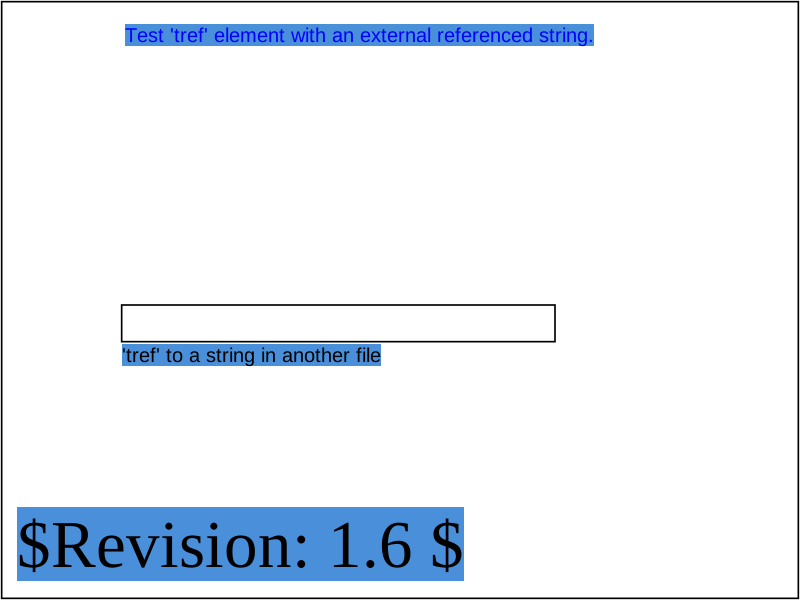 Test 'tref' element with an external referenced string.
'tref' to a string in another file
$Revision: 1.6 $